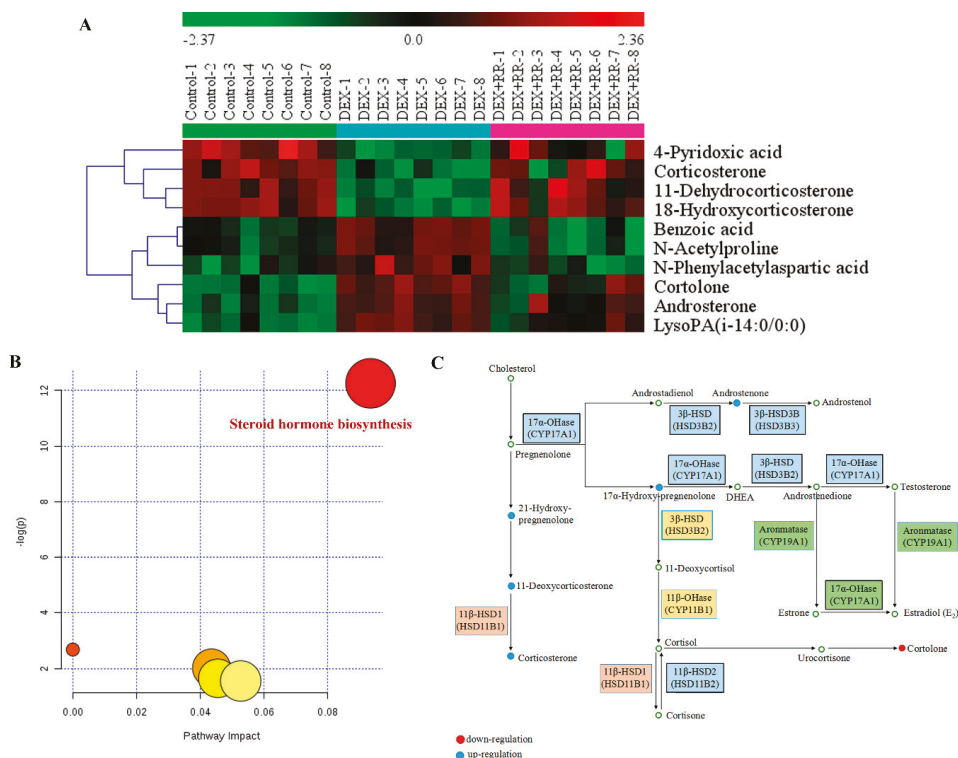 A
-2.37 0.0 2.36
Control-1
Control-2
Control-3
Control-4
Control-5
Control-6
Control-7
Control-8
DEX-1
DEX-2
DEX-3
DEX-4
DEX-5
DEX-6
DEX-7
DEX-8
DEX+RR-1
DEX+RR-2
DEX+RR-3
DEX+RR-4
DEX+RR-5
DEX+RR-6
DEX+RR-7
DEX+RR-8
4-Pyridoxic acid
Corticosterone
11-Dehydrocorticosterone
18-Hydroxycorticosterone
Benzoic acid
N-Acetylproline
N-Phenylacetylaspartic acid
Cortolone
Androsterone
LysoPA(i-14:0/0:0)
B
12
10
8
6
4
2
-log(p)
Steroid hormone biosynthesis
0.00 0.02 0.04 0.06 0.08
Pathway Impact
C
Cholesterol
17α-OHase
(CYP17A1)
Pregnenolone
21-Hydroxy-
pregnenolone
11-Deoxycorticosterone
11β-HSD1
(HSD11B1)
Corticosterone
Androstadienol
3β-HSD
(HSD3B2)
Androstenone
3β-HSD3B
(HSD3B3)
Androstenol
17α-Hydroxy-pregnenolone
17α-OHase
(CYP17A1)
DHEA
3β-HSD
(HSD3B2)
Androstenedione
17α-OHase
(CYP17A1)
Testosterone
3β-HSD
(HSD3B2)
11-Deoxycortisol
11β-OHase
(CYP11B1)
Cortisol
Aronmatase
(CYP19A1)
Aronmatase
(CYP19A1)
Estrone
17α-OHase
(CYP17A1)
Estradiol (E₂)
Urocortisone
Cortolone
11β-HSD1
(HSD11B1)
11β-HSD2
(HSD11B2)
Cortisone
down-regulation
up-regulation